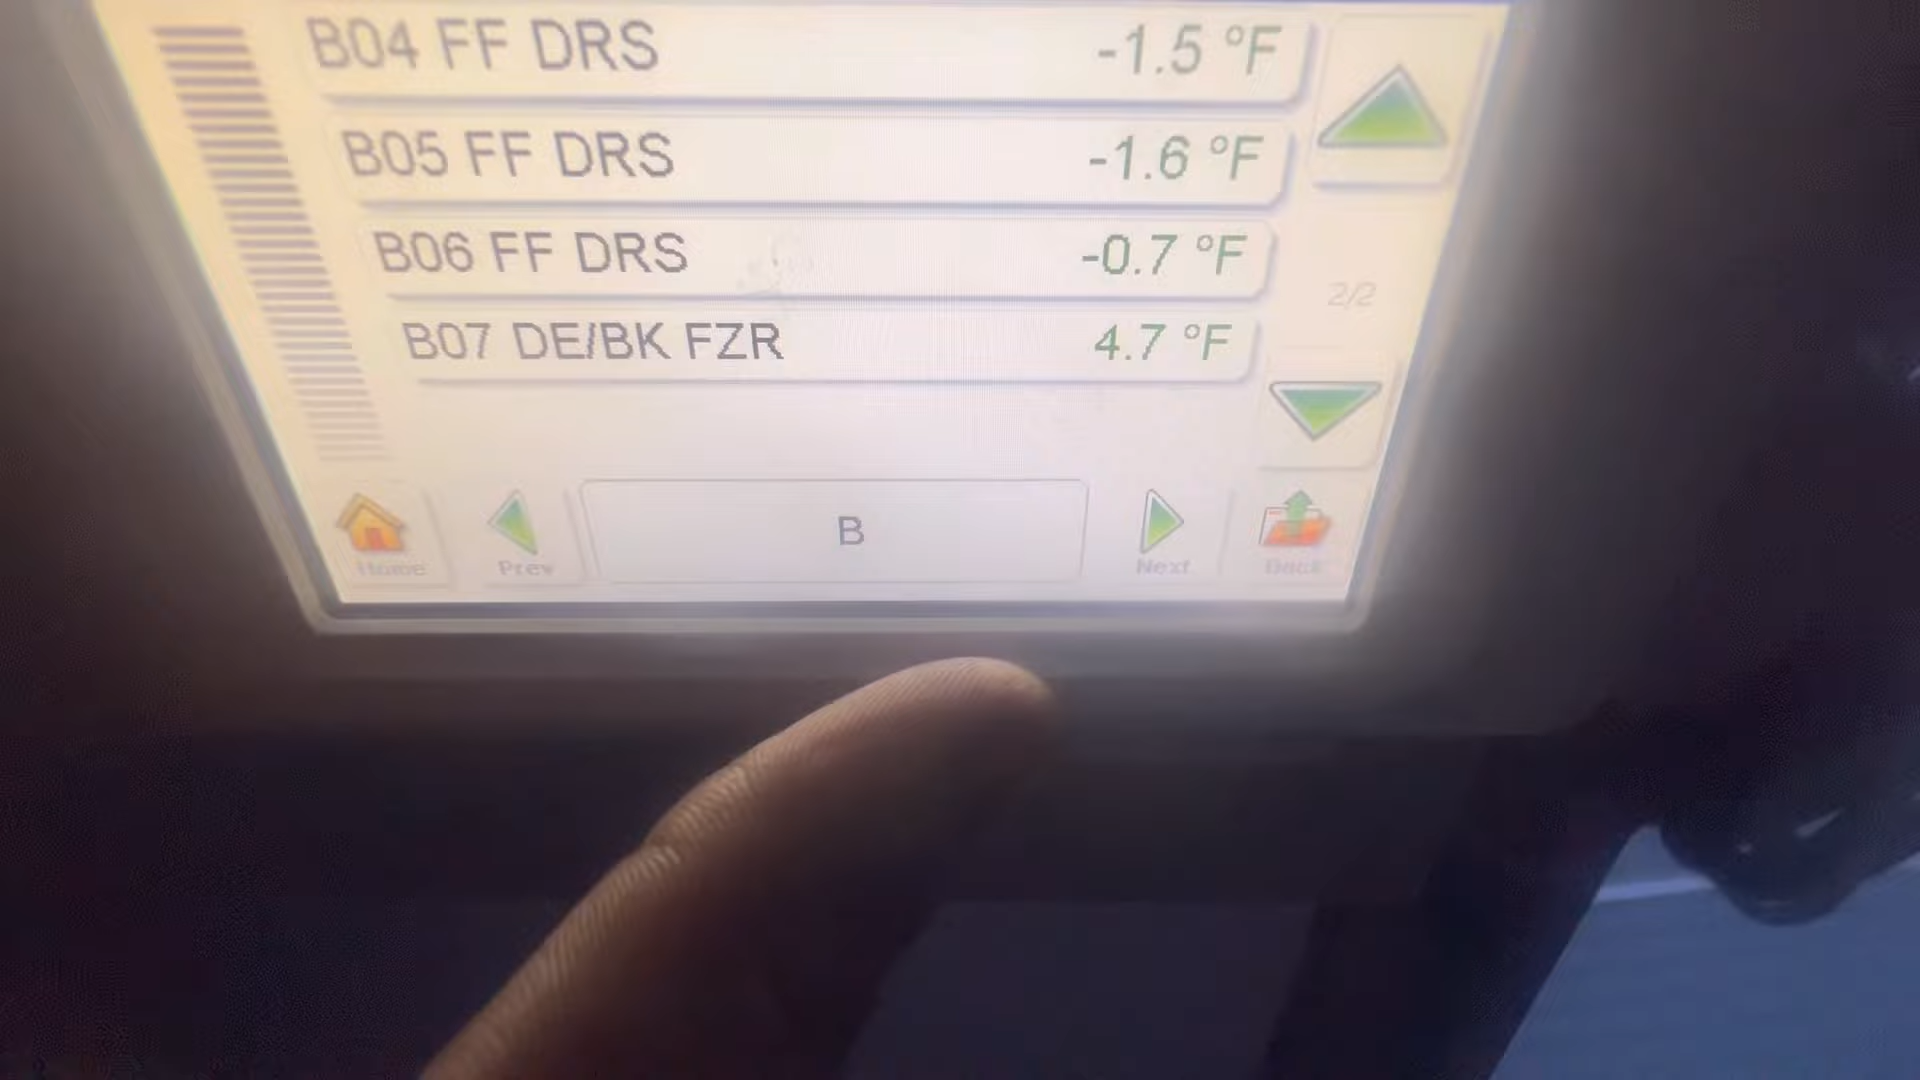 B04 FF DRS -1.5 °F
B05 FF DRS -1.6 °F
B06 FF DRS -0.7 °F
2/2
B07 DE/BK FZR 4.7 °F
B
Home Prev Next Back